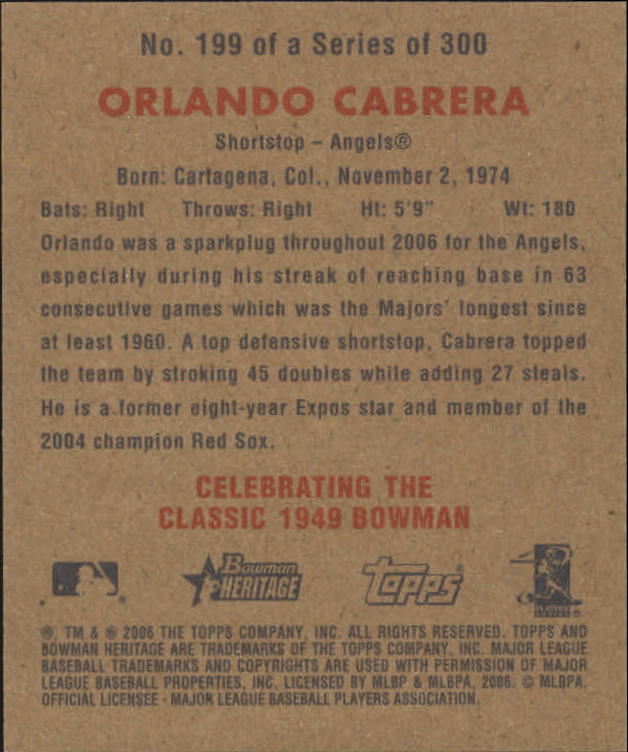 No. 199 of a Series of 300
ORLANDO CABRERA
Shortstop – Angels®
Born: Cartagena, Col., November 2, 1974
Bats: Right Throws: Right Ht: 5'9" Wt: 180
Orlando was a sparkplug throughout 2006 for the Angels,
especially during his streak of reaching base in 63
consecutive games which was the Majors' longest since
at least 1960. A top defensive shortstop, Cabrera topped
the team by stroking 45 doubles while adding 27 steals.
He is a former eight-year Expos star and member of the
2004 champion Red Sox.
CELEBRATING THE
CLASSIC 1949 BOWMAN
Bowman
HERITAGE
Topps
®, TM & © 2006 THE TOPPS COMPANY, INC. ALL RIGHTS RESERVED. TOPPS AND
BOWMAN HERITAGE ARE TRADEMARKS OF THE TOPPS COMPANY, INC. MAJOR LEAGUE
BASEBALL TRADEMARKS AND COPYRIGHTS ARE USED WITH PERMISSION OF MAJOR
LEAGUE BASEBALL PROPERTIES, INC. LICENSED BY MLBP & MLBPA, 2006. © MLBPA.
OFFICIAL LICENSEE - MAJOR LEAGUE BASEBALL PLAYERS ASSOCIATION.